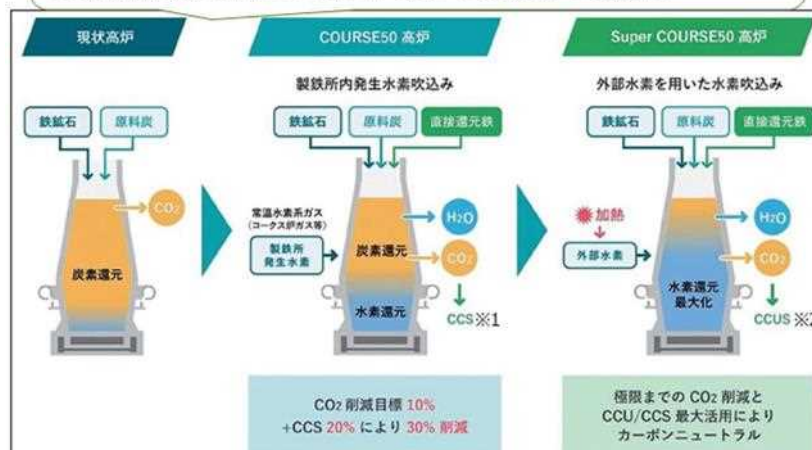 現状高炉
COURSE50 高炉
Super COURSE50 高炉
製鉄所内発生水素吹込み
外部水素を用いた水素吹込み
鉄鉱石
原料炭
鉄鉱石
原料炭
直接還元鉄
鉄鉱石
原料炭
直接還元鉄
CO₂
炭素還元
常温水素系ガス
(コークス炉ガス等)
製鉄所
発生水素
炭素還元
水素還元
H₂O
CO₂
CCS ※1
加熱
外部水素
水素還元
最大化
H₂O
CO₂
CCUS ※2
CO₂ 削減目標 10%
+CCS 20% により 30% 削減
極限までの CO₂ 削減と
CCU/CCS 最大活用により
カーボンニュートラル